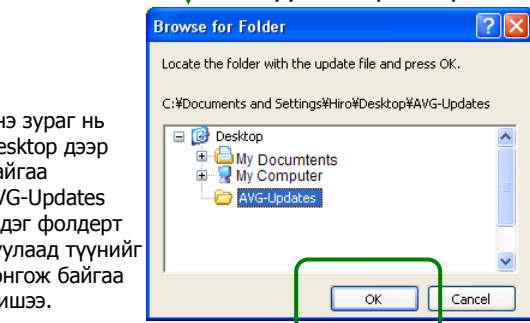 Browse for Folder
Locate the folder with the update file and press OK.
C:¥Documents and Settings¥Hiro¥Desktop¥AVG-Updates
Desktop
My Documtents
My Computer
AVG-Updates
OK
Cancel
нэ зураг нь
esktop дээр
айгаа
VG-Updates
дэг фолдерт
уулаад түүнийг
онгож байгаа
ишээ.